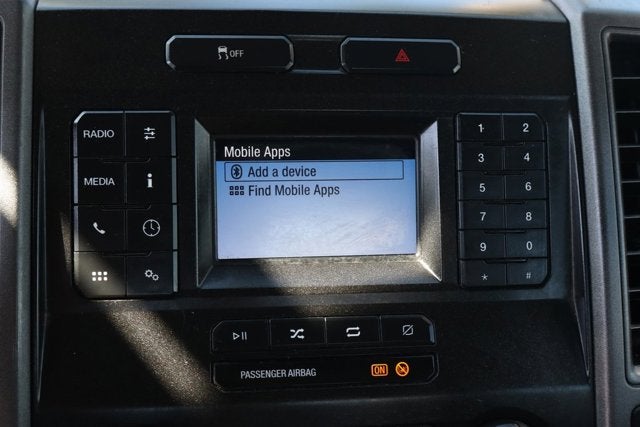 OFF
RADIO
MEDIA
i
Mobile Apps
Add a device
Find Mobile Apps
1 2
3 4
5 6
7 8
9 0
* #
PASSENGER AIRBAG ON